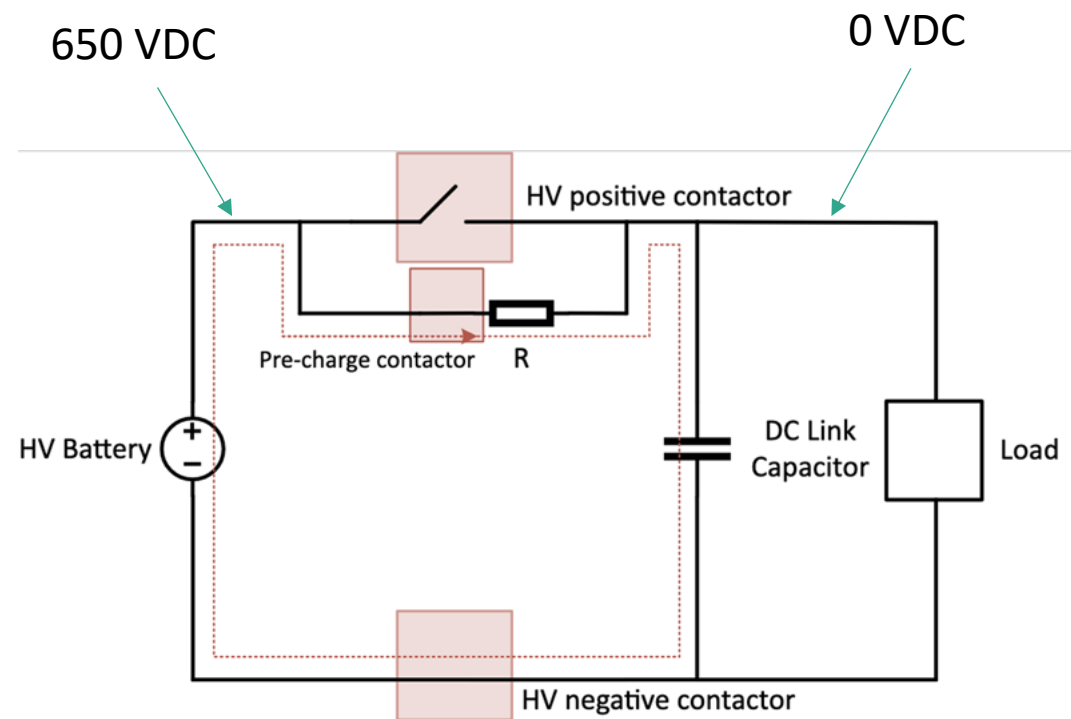 650 VDC
0 VDC
HV positive contactor
Pre-charge contactor
R
HV Battery
+
−
DC Link
Capacitor
Load
HV negative contactor